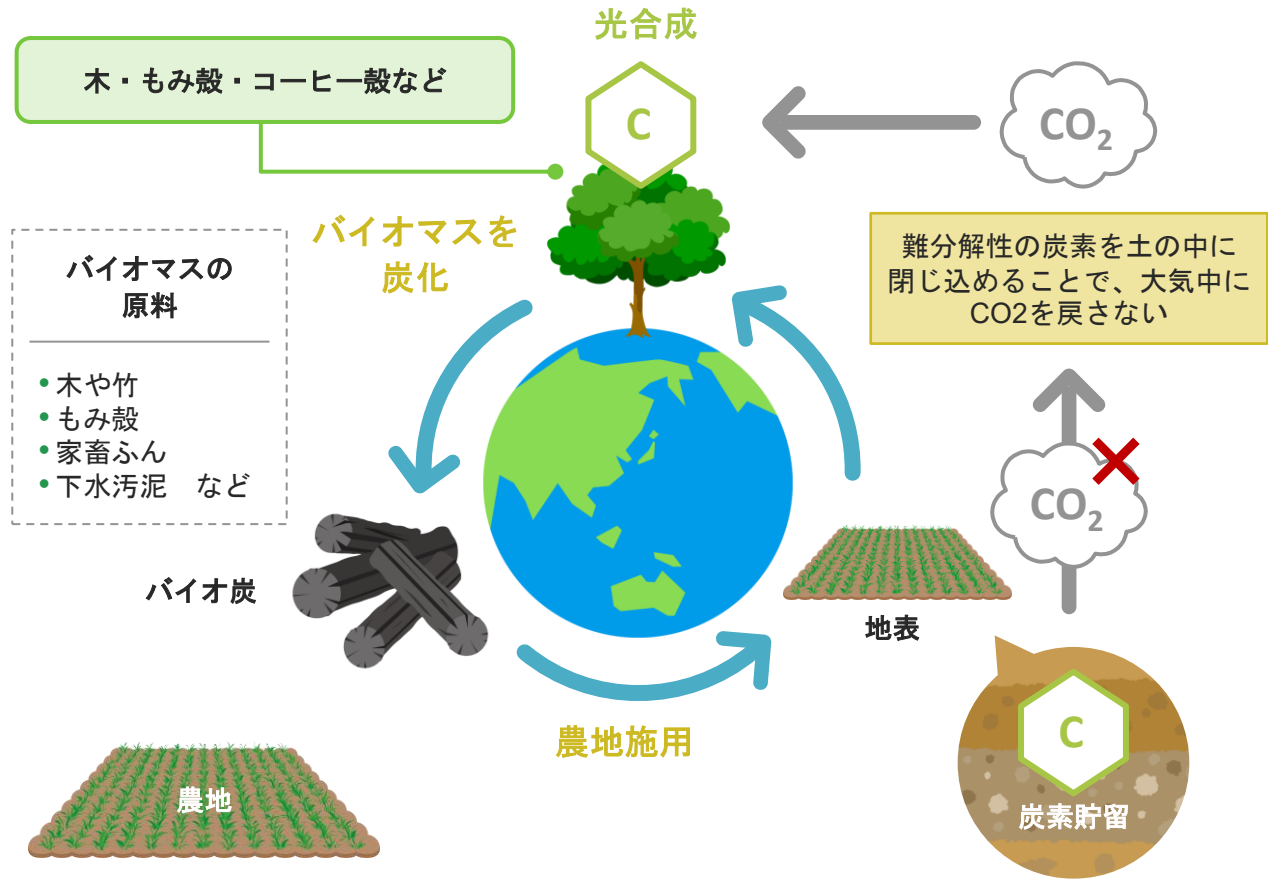 光合成
木・もみ殻・コーヒー殻など
C
CO2
バイオマスを
炭化
難分解性の炭素を土の中に
閉じ込めることで、大気中に
CO2を戻さない
バイオマスの
原料
• 木や竹
• もみ殻
• 家畜ふん
• 下水汚泥　など
CO2
バイオ炭
地表
農地施用
C
炭素貯留
農地